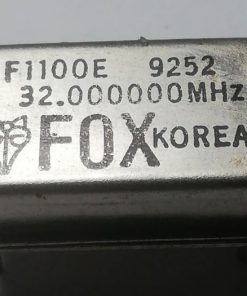 F1100E 9252
32.000000MHz
FOX KOREA